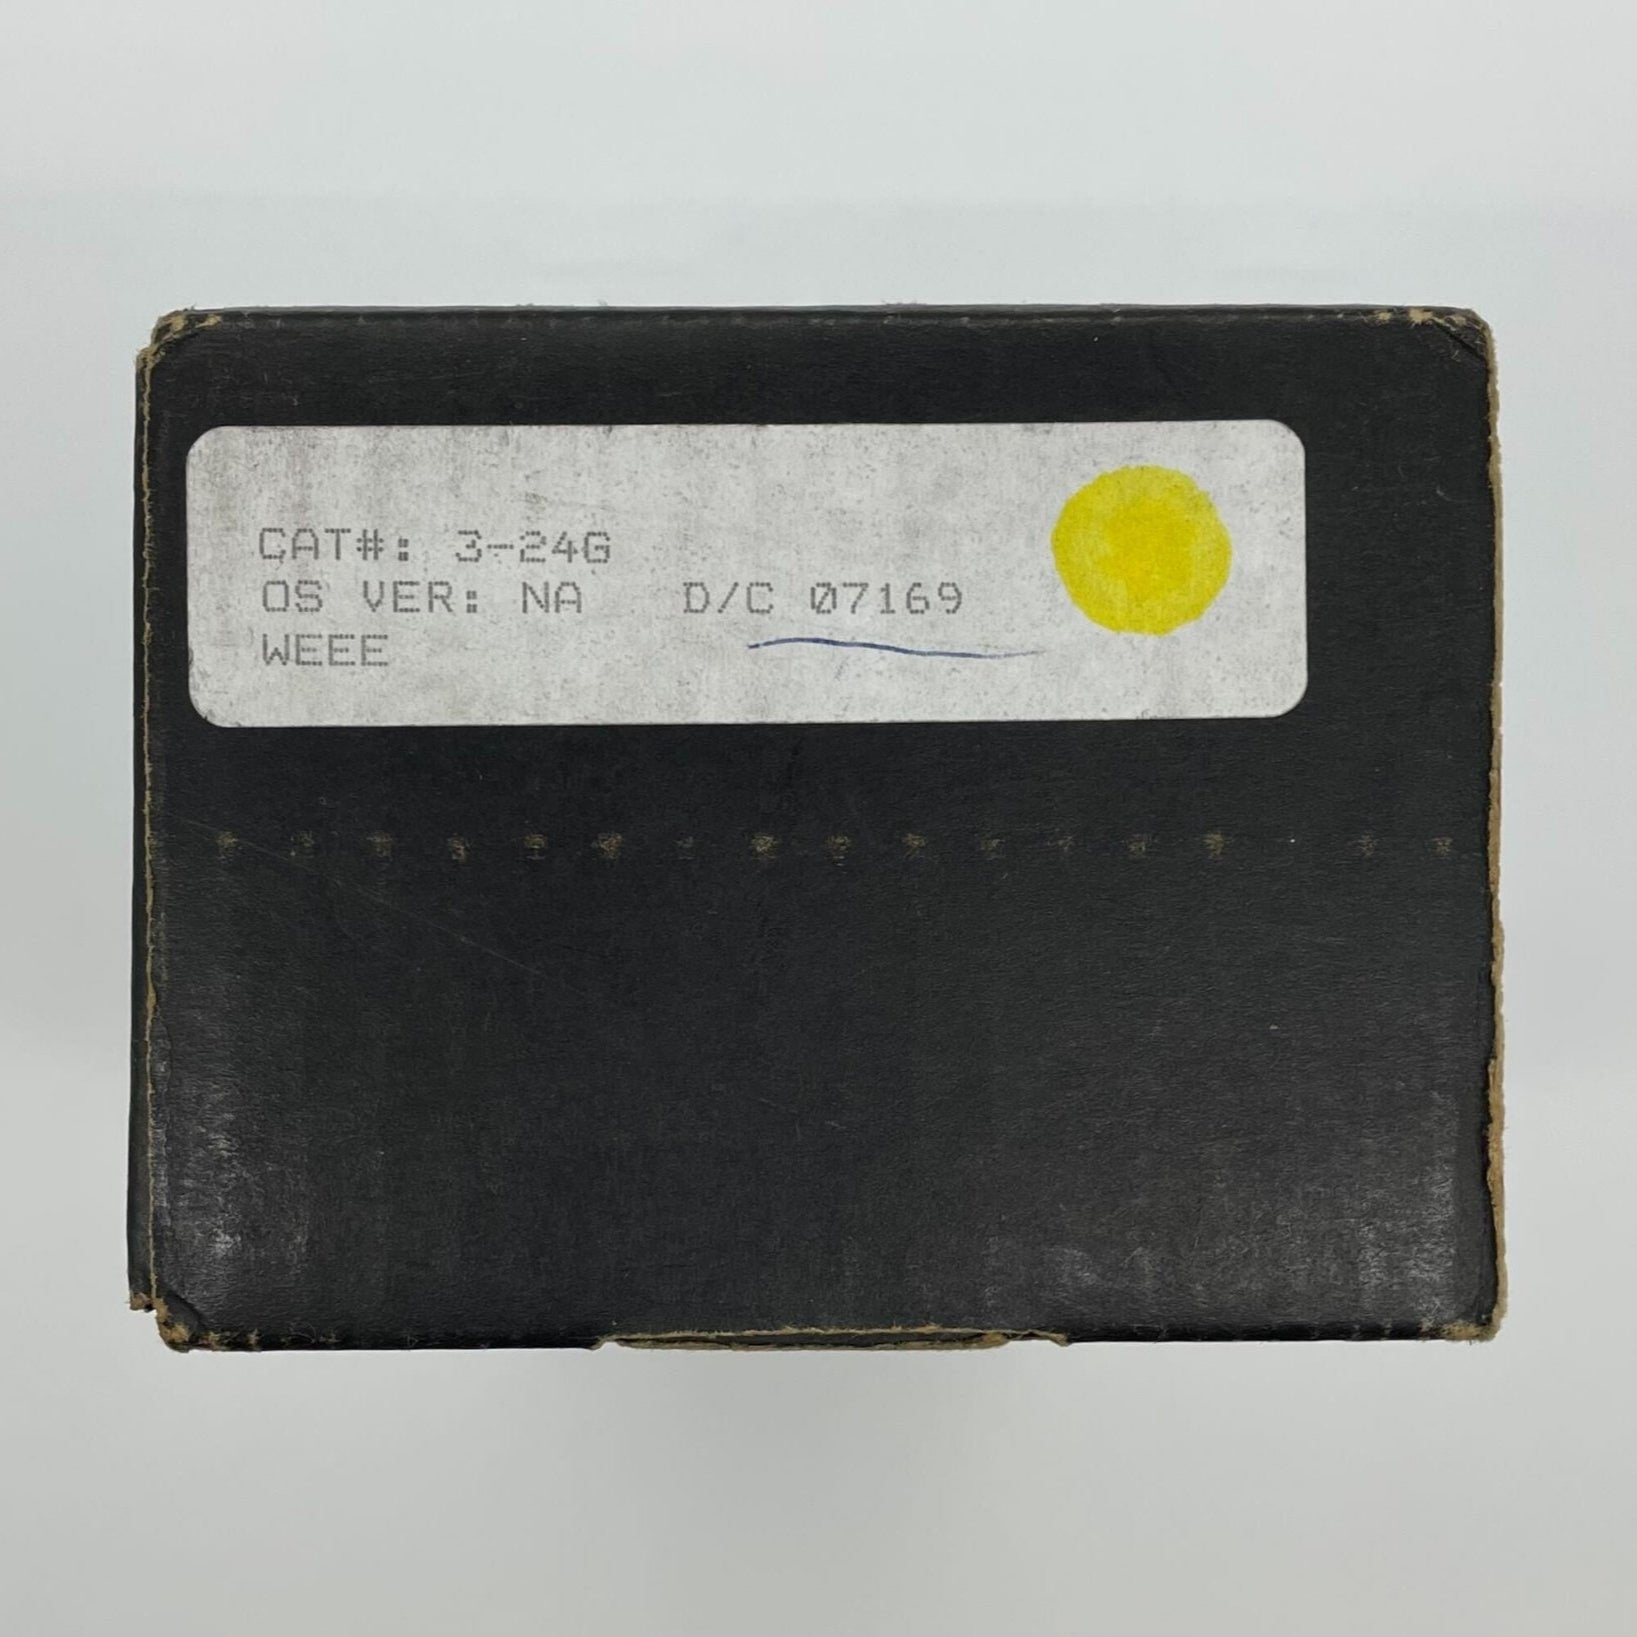 CAT#: 3-24G
OS VER: NA D/C 07169
WEEE